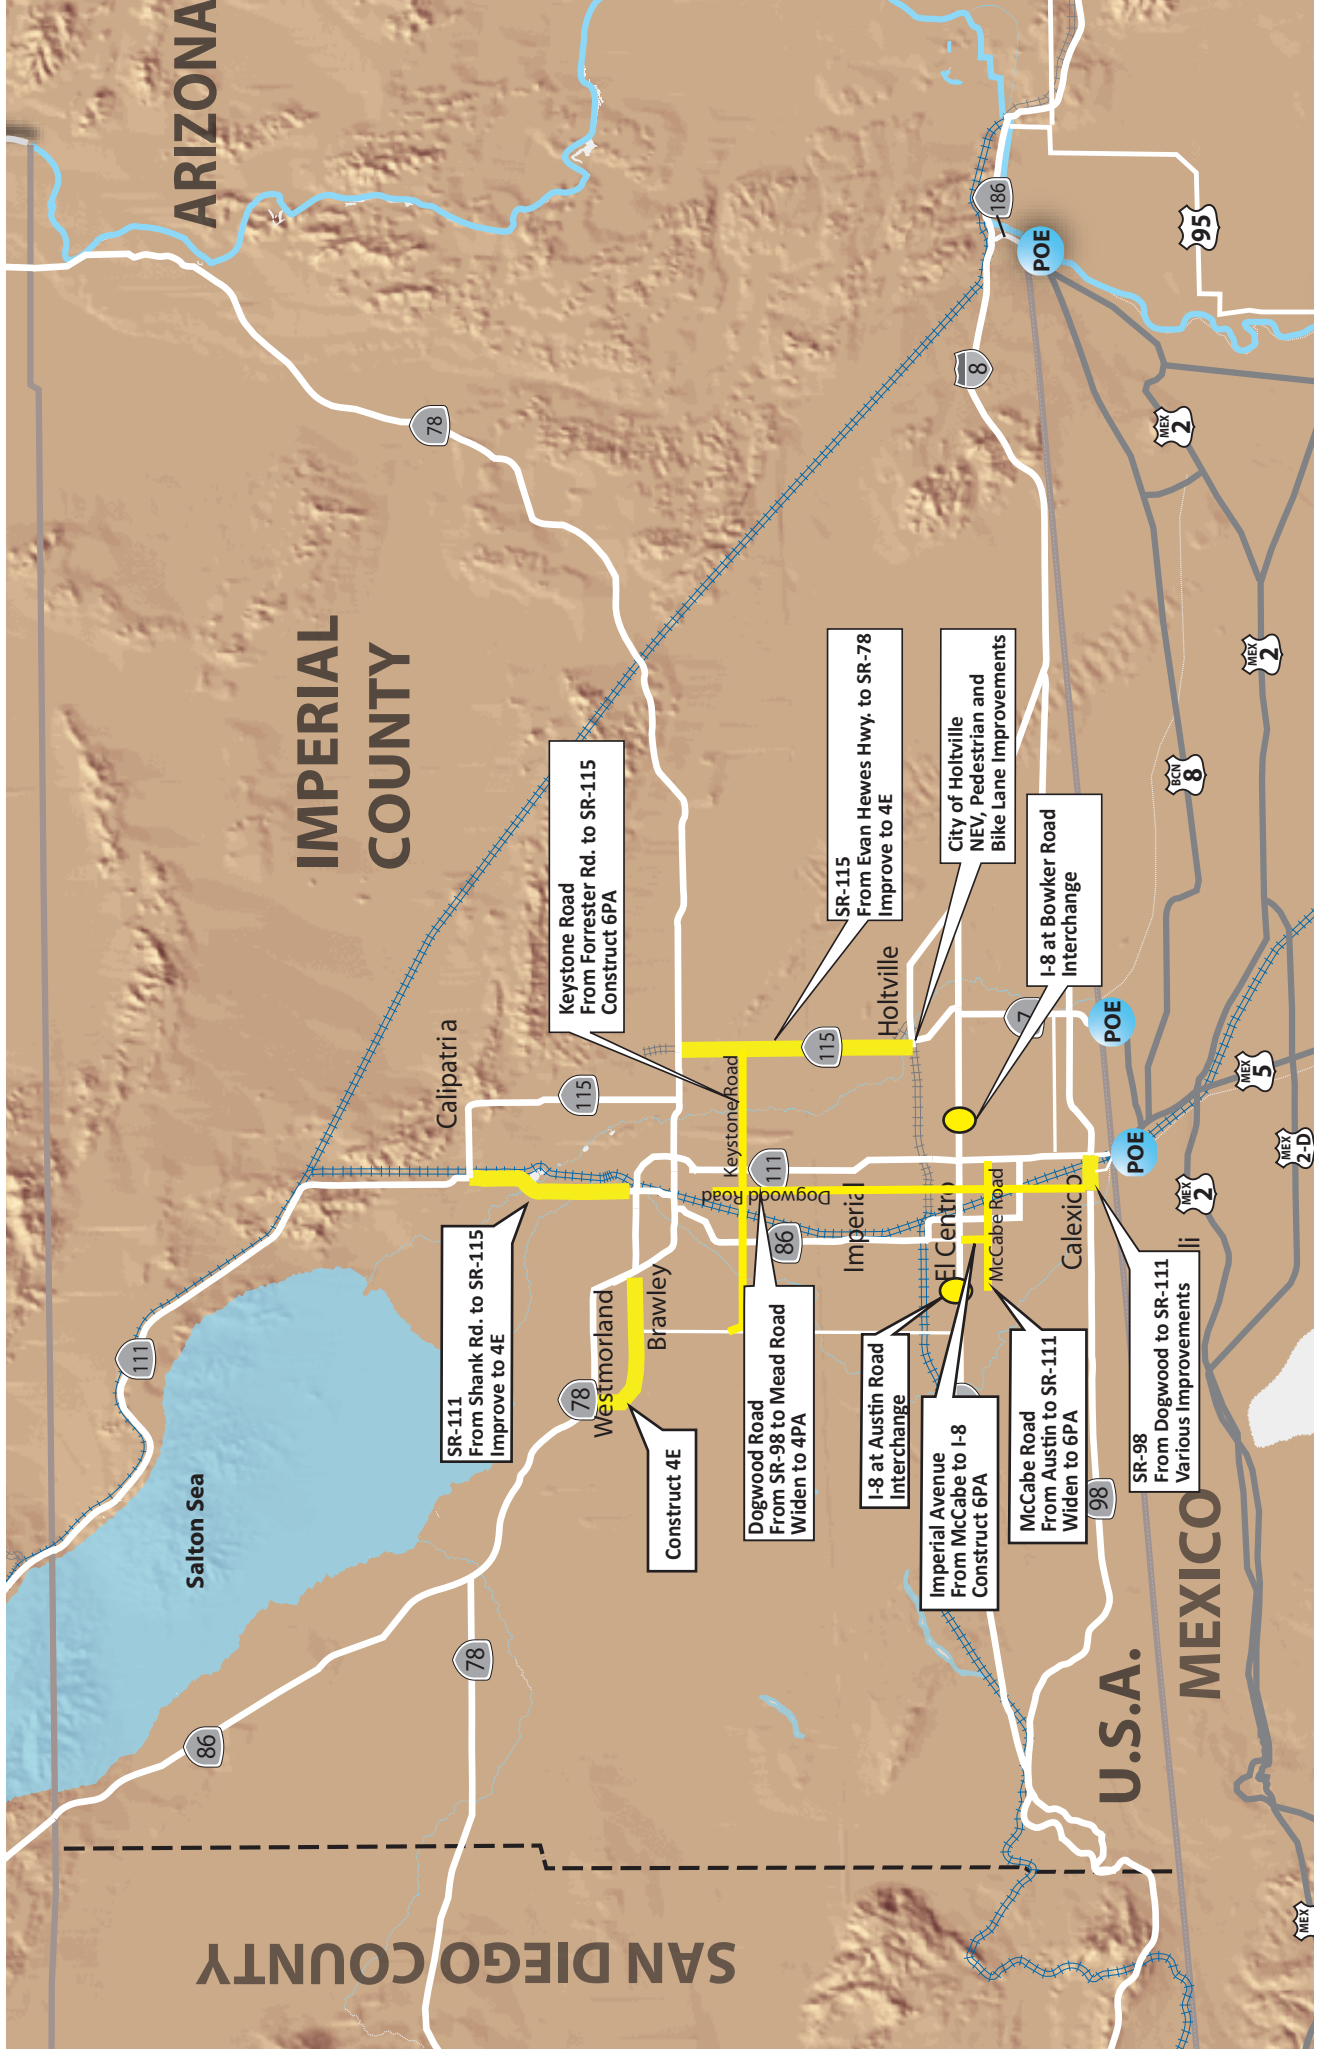 ARIZONA
IMPERIAL
COUNTY
SAN DIEGO COUNTY
Salton Sea
U.S.A.
MEXICO
111
86
78
78
78
Calipatria
115
Westmorland
Brawley
Keystone Road
Dogwood Road
111
86
115
Imperial
Holtville
El Centro
McCabe Road
Calexico
7
98
8
186
95
POE
POE
POE
MEX
2
MEX
2
BCN
8
MEX
5
MEX
2-D
MEX
2
MEX
li
SR-111
From Shank Rd. to SR-115
Improve to 4E
Construct 4E
Keystone Road
From Forrester Rd. to SR-115
Construct 6PA
Dogwood Road
From SR-98 to Mead Road
Widen to 4PA
SR-115
From Evan Hewes Hwy. to SR-78
Improve to 4E
City of Holtville
NEV, Pedestrian and
Bike Lane Improvements
I-8 at Bowker Road
Interchange
I-8 at Austin Road
Interchange
Imperial Avenue
From McCabe to I-8
Construct 6PA
McCabe Road
From Austin to SR-111
Widen to 6PA
SR-98
From Dogwood to SR-111
Various Improvements